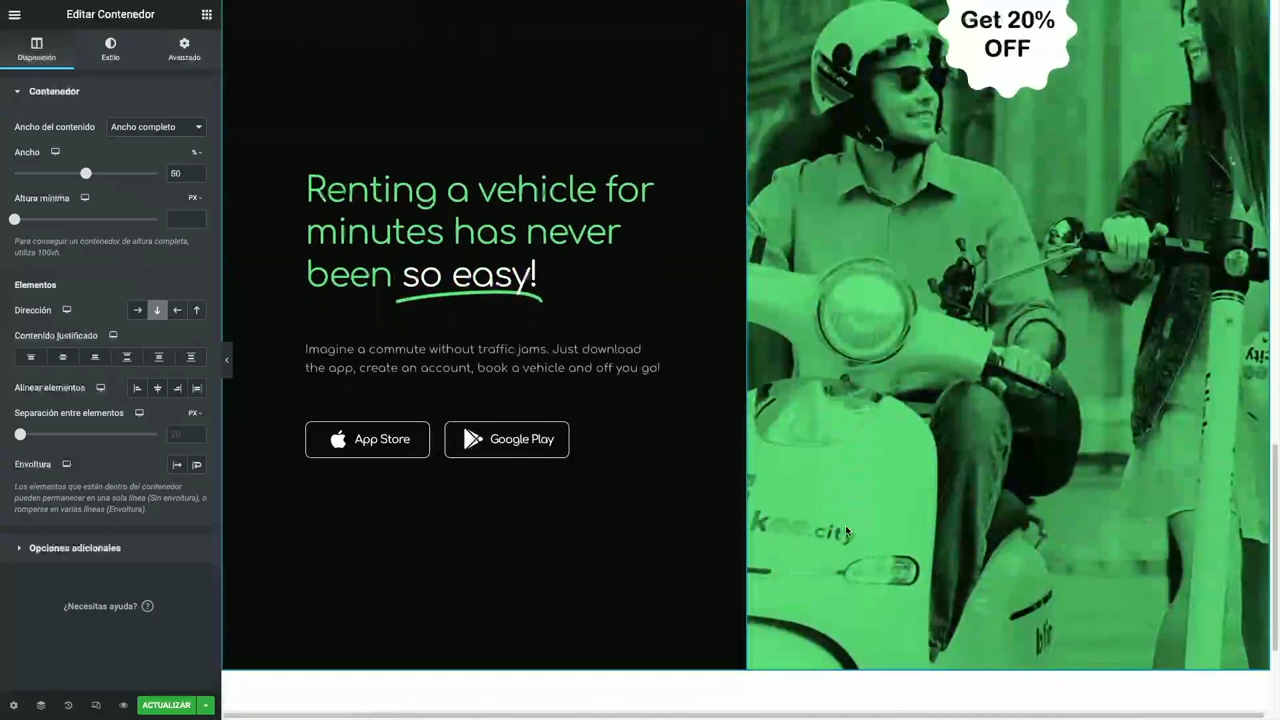 Editar Contenedor
Disposición
Estilo
Avanzado
Contenedor
Ancho del contenido
Ancho completo
Ancho
%
50
Altura mínima
PX
Para conseguir un contenedor de altura completa,
utiliza 100vh.
Elementos
Dirección
Contenido justificado
Alinear elementos
Separación entre elementos
PX
20
Envoltura
Los elementos que están dentro del contenedor
pueden permanecer en una sola línea (Sin envoltura), o
romperse en varias líneas (Envoltura).
Opciones adicionales
¿Necesitas ayuda? ?
ACTUALIZAR
Renting a vehicle for
minutes has never
been so easy!
Imagine a commute without traffic jams. Just download
the app, create an account, book a vehicle and off you go!
App Store
Google Play
Get 20%
OFF
.city